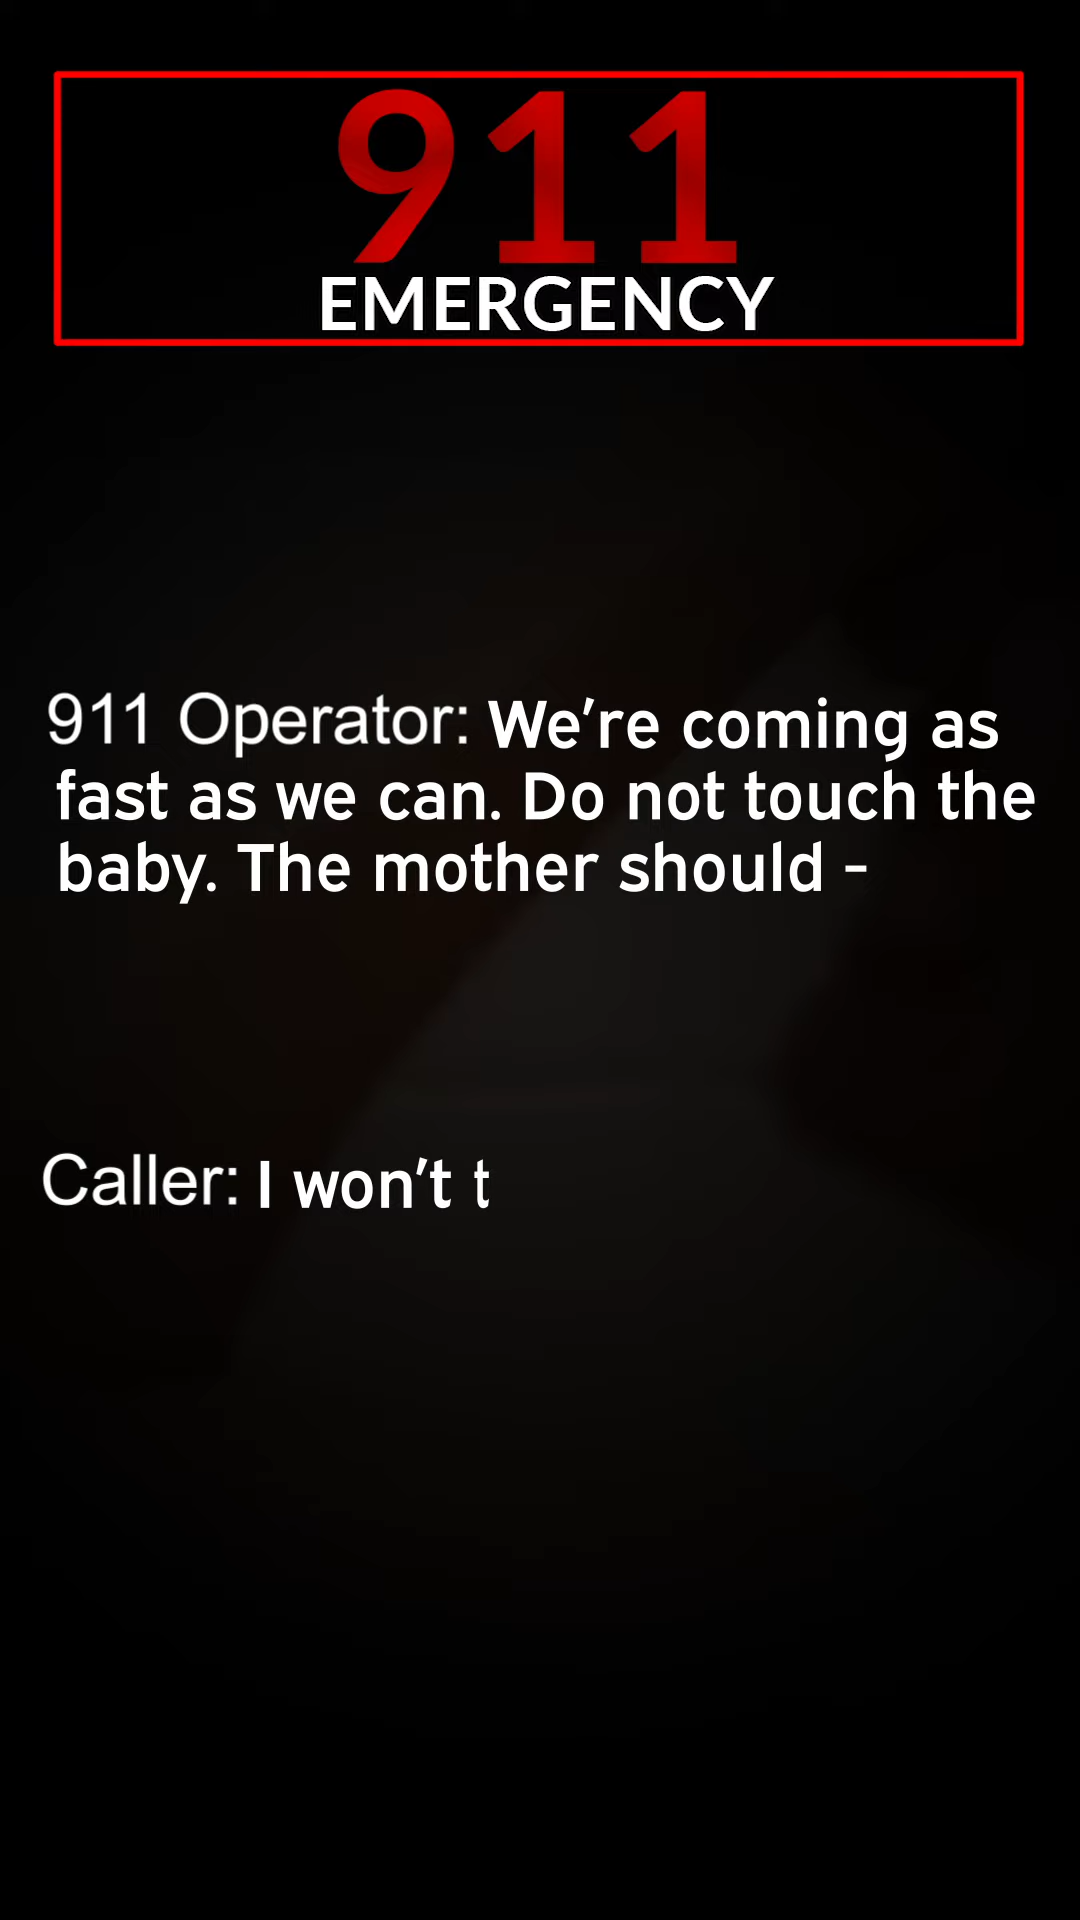 911
EMERGENCY
911 Operator: We're coming as
fast as we can. Do not touch the
baby. The mother should -
Caller: I won't t